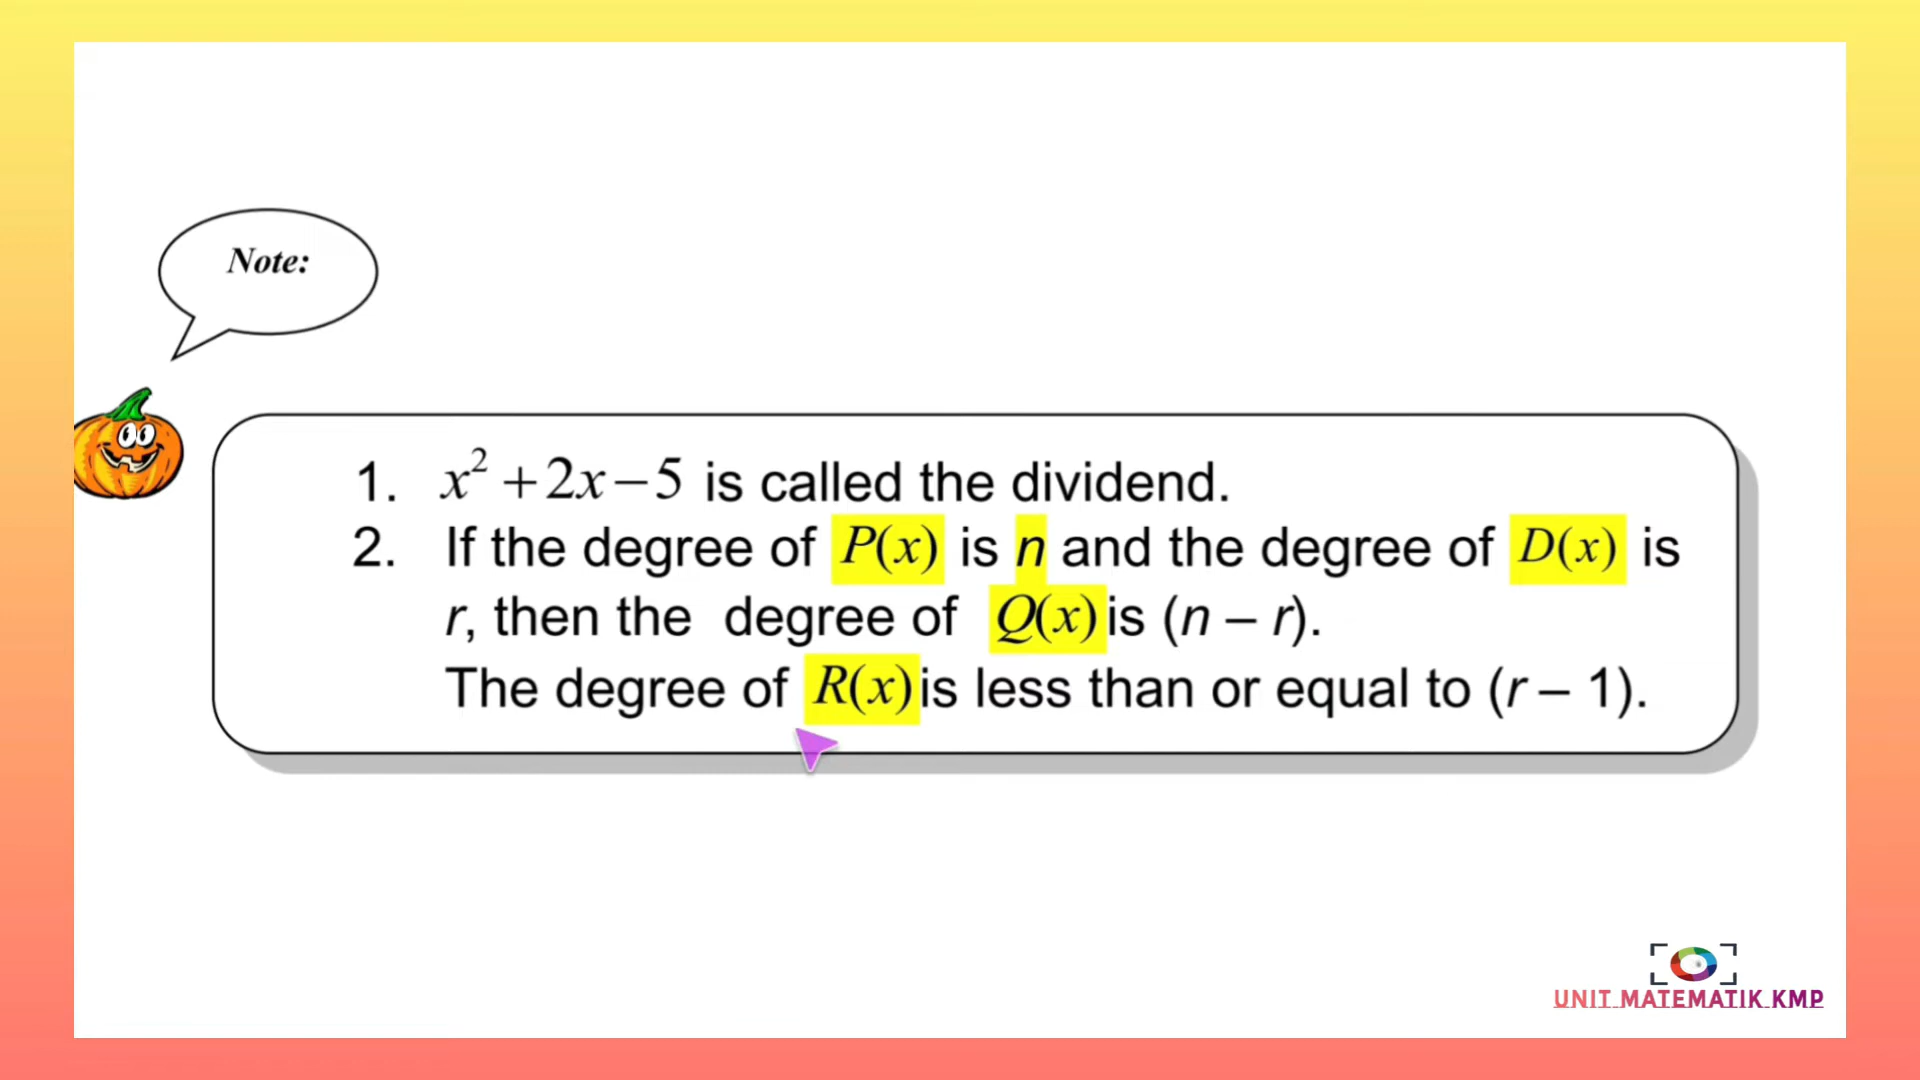 Note:
1. x² + 2x – 5 is called the dividend.
2. If the degree of P(x) is n and the degree of D(x) is
r, then the degree of Q(x) is (n – r).
The degree of R(x) is less than or equal to (r – 1).
UNIT MATEMATIK KMP